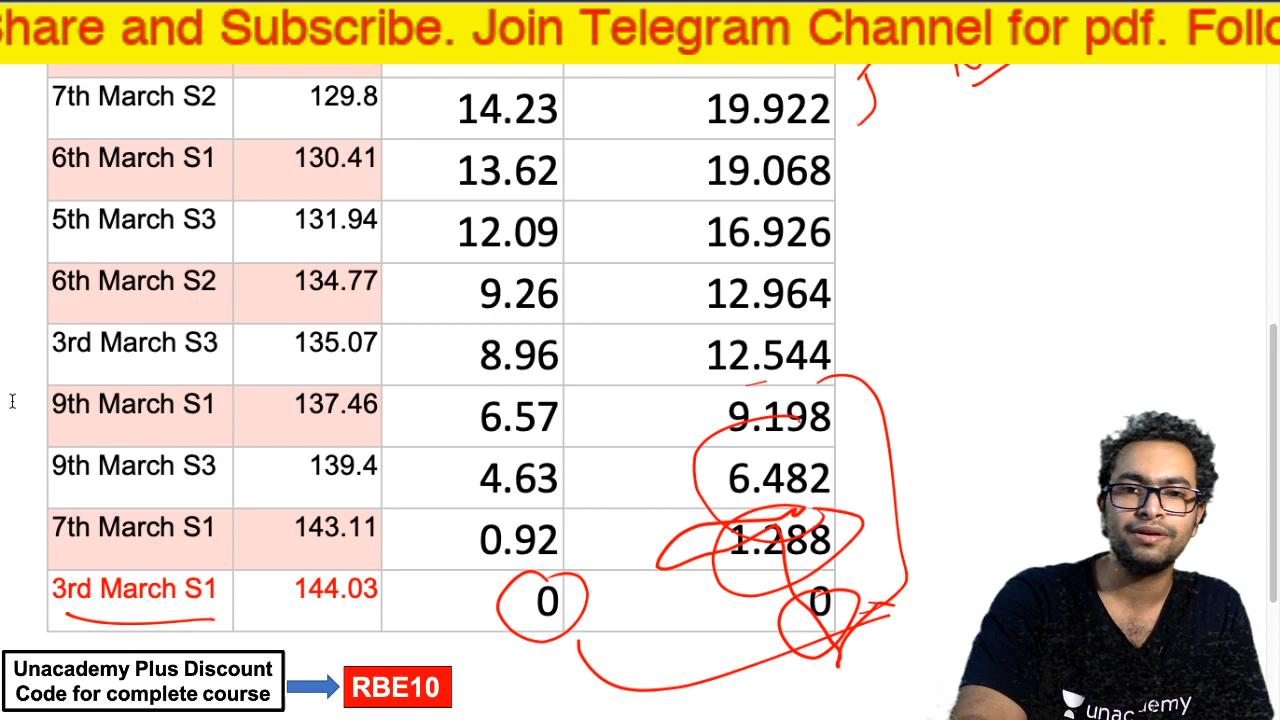 Share and Subscribe. Join Telegram Channel for pdf. Follo
7th March S2 129.8 14.23 19.922
6th March S1 130.41 13.62 19.068
5th March S3 131.94 12.09 16.926
6th March S2 134.77 9.26 12.964
3rd March S3 135.07 8.96 12.544
9th March S1 137.46 6.57 9.198
9th March S3 139.4 4.63 6.482
7th March S1 143.11 0.92 1.288
3rd March S1 144.03 0 0
Unacademy Plus Discount
Code for complete course
RBE10
unacademy